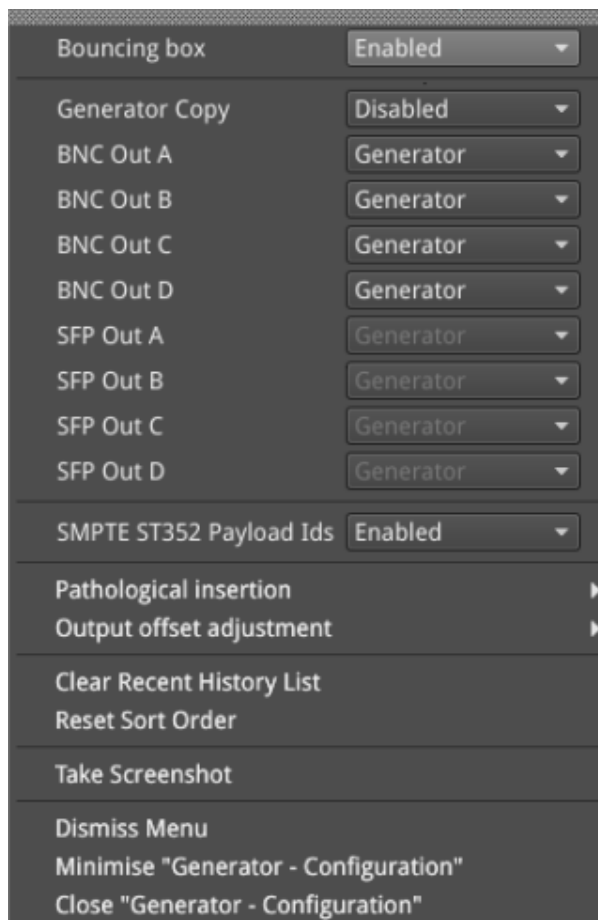 Bouncing box Enabled
Generator Copy Disabled
BNC Out A Generator
BNC Out B Generator
BNC Out C Generator
BNC Out D Generator
SFP Out A Generator
SFP Out B Generator
SFP Out C Generator
SFP Out D Generator
SMPTE ST352 Payload Ids Enabled
Pathological insertion
Output offset adjustment
Clear Recent History List
Reset Sort Order
Take Screenshot
Dismiss Menu
Minimise "Generator - Configuration"
Close "Generator - Configuration"